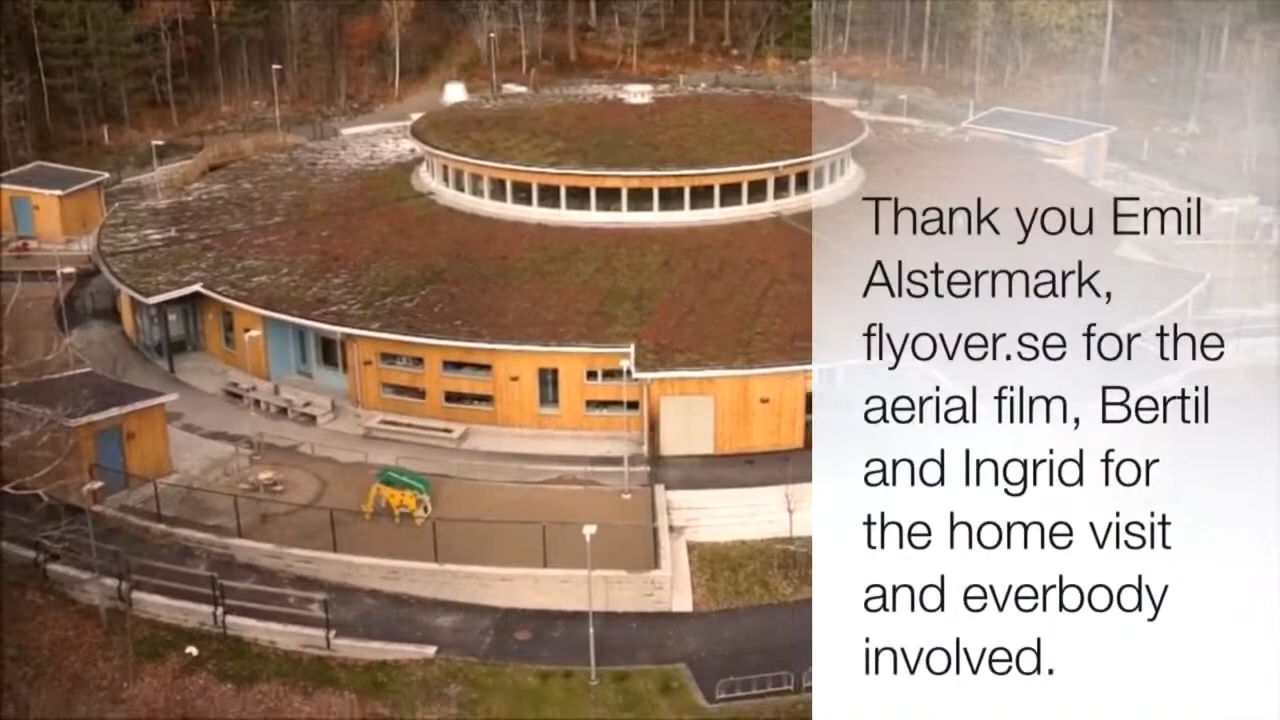 Thank you Emil
Alstermark,
flyover.se for the
aerial film, Bertil
and Ingrid for
the home visit
and everbody
involved.